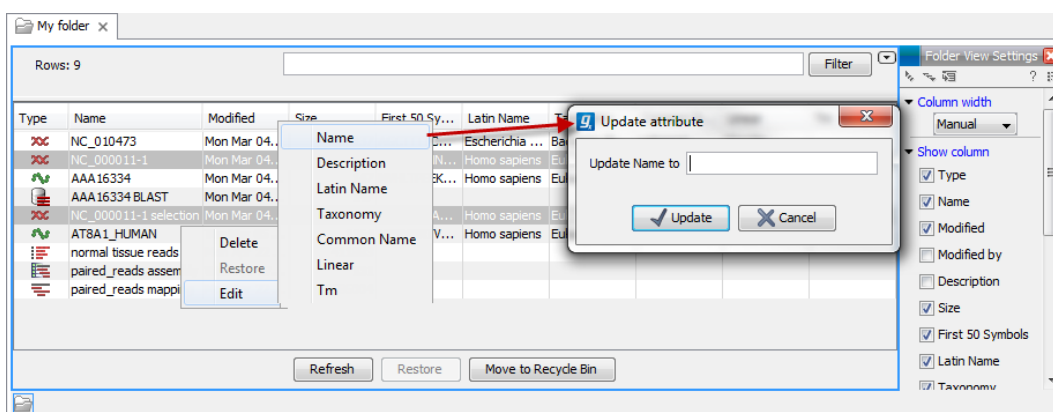 My folder
Rows: 9
Filter
Folder View Settings
Type Name Modified Size First 50 Sy... Latin Name
NC_010473 Mon Mar 04... Escherichia ...
NC_000011-1 Mon Mar 04... Homo sapiens
AAA16334 Mon Mar 04... Homo sapiens
AAA16334 BLAST Mon Mar 04...
NC_000011-1 selection Mon Mar 04... Homo sapiens
AT8A1_HUMAN Homo sapiens
normal tissue reads
paired_reads assem
paired_reads mappi
Delete
Restore
Edit
Name
Description
Latin Name
Taxonomy
Common Name
Linear
Tm
Update attribute
Update Name to
Update Cancel
Refresh Restore Move to Recycle Bin
Column width
Manual
Show column
Type
Name
Modified
Modified by
Description
Size
First 50 Symbols
Latin Name
Taxonomy